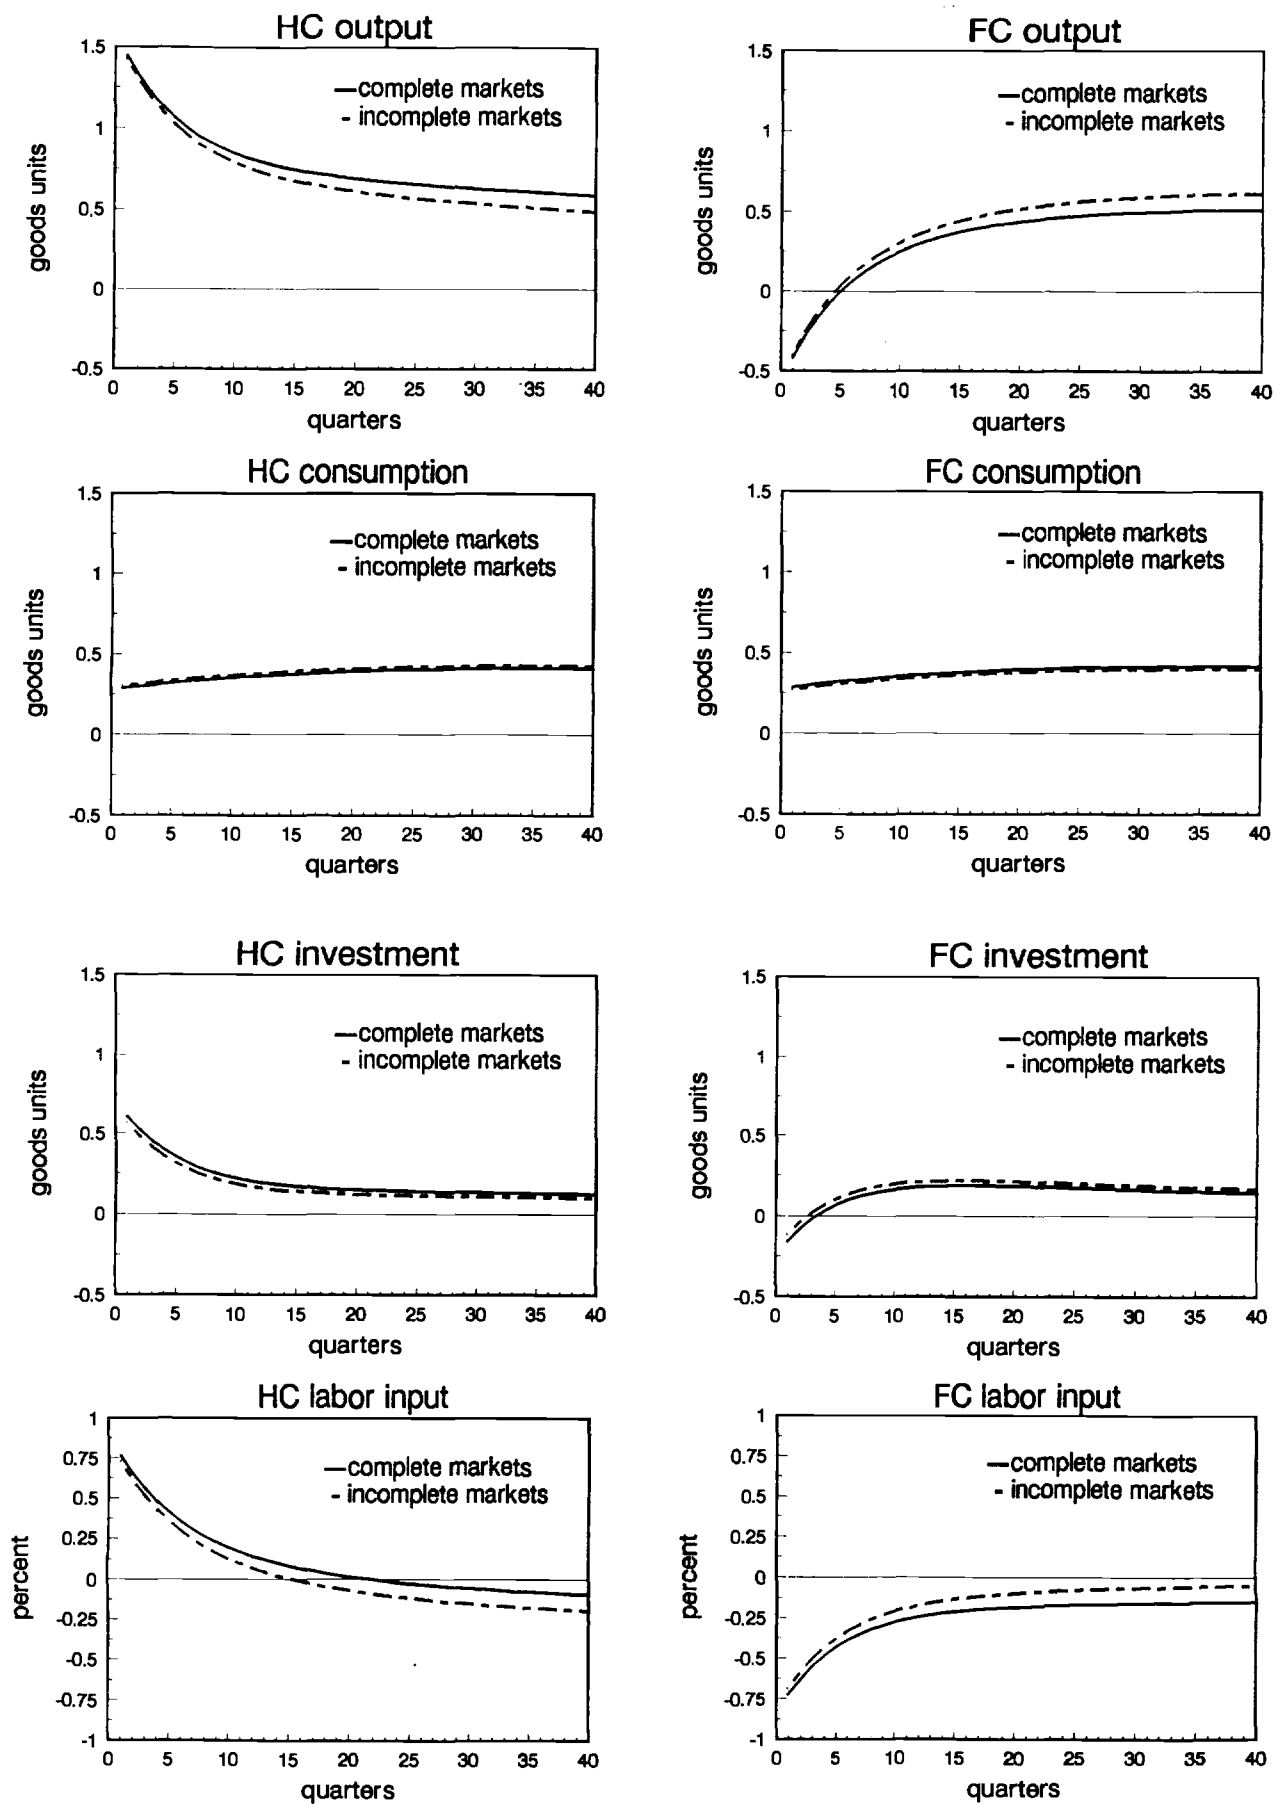 HC output
1.5
1
0.5
0
-0.5
goods units
complete markets
incomplete markets
0 5 10 15 20 25 30 35 40
quarters
FC output
1.5
1
0.5
0
-0.5
goods units
complete markets
incomplete markets
0 5 10 15 20 25 30 35 40
quarters
HC consumption
1.5
1
0.5
0
-0.5
goods units
complete markets
incomplete markets
0 5 10 15 20 25 30 35 40
quarters
FC consumption
1.5
1
0.5
0
-0.5
goods units
complete markets
incomplete markets
0 5 10 15 20 25 30 35 40
quarters
HC investment
1.5
1
0.5
0
-0.5
goods units
complete markets
incomplete markets
0 5 10 15 20 25 30 35 40
quarters
FC investment
1.5
1
0.5
0
-0.5
goods units
complete markets
incomplete markets
0 5 10 15 20 25 30 35 40
quarters
HC labor input
1
0.75
0.5
0.25
0
-0.25
-0.5
-0.75
-1
percent
complete markets
incomplete markets
0 5 10 15 20 25 30 35 40
quarters
FC labor input
1
0.75
0.5
0.25
0
-0.25
-0.5
-0.75
-1
percent
complete markets
incomplete markets
0 5 10 15 20 25 30 35 40
quarters